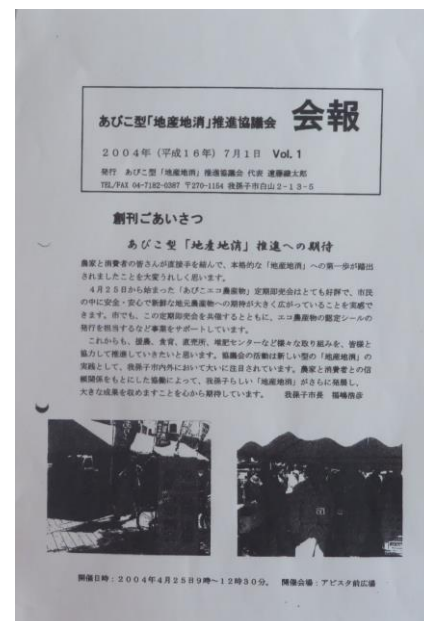 あびこ型「地産地消」推進協議会 会報
2004年(平成16年)7月1日 Vol.1
発行 あびこ型「地産地消」推進協議会 代表 遠藤織太郎
TEL/FAX 04-7182-0387 〒270-1154 我孫子市白山2-13-5
創刊ごあいさつ
あびこ型「地産地消」推進への期待
農家と消費者の皆さんが直接手を結んで、本格的な「地産地消」への第一歩が踏出
されましたことを大変うれしく思います。
4月25日から始まった「あびこエコ農産物」定期即売会はとても好評で、市民
の中に安全・安心で新鮮な地元農産物への期待が大きく広がっていることを実感で
きます。市でも、この定期即売会を共催するとともに、エコ農産物の認定シールの
発行を担当するなど事業をサポートしています。
これからも、援農、食育、直売所、堆肥センターなど様々な取り組みを、皆様と
協力して推進していきたいと思います。協議会の活動は新しい型の「地産地消」の
実践として、我孫子市内外において大いに注目されています。農家と消費者との信
頼関係をもとにした協働によって、我孫子らしい「地産地消」がさらに発展し、
大きな成果を収めますことを心から期待しています。 我孫子市長 福嶋浩彦
開催日時:2004年4月25日9時~12時30分。 開催会場:アビスタ前広場